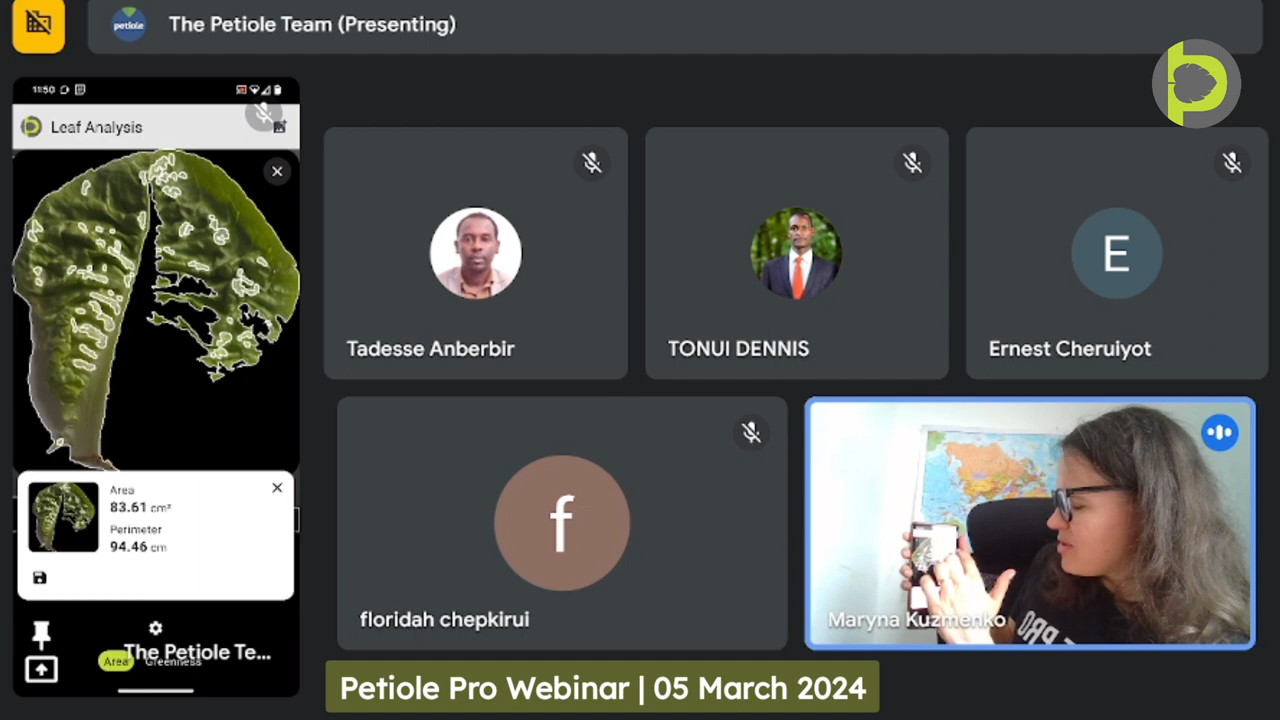 petiole
The Petiole Team (Presenting)
11:50
Leaf Analysis
Area
83.61 cm²
Perimeter
94.46 cm
The Petiole Te...
Area
Greenness
Tadesse Anberbir
TONUI DENNIS
E
Ernest Cheruiyot
f
floridah chepkirui
Maryna Kuzmenko
PRO
Petiole Pro Webinar | 05 March 2024